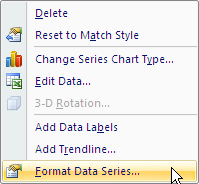 Delete
Reset to Match Style
Change Series Chart Type...
Edit Data...
3-D Rotation...
Add Data Labels
Add Trendline...
Format Data Series...